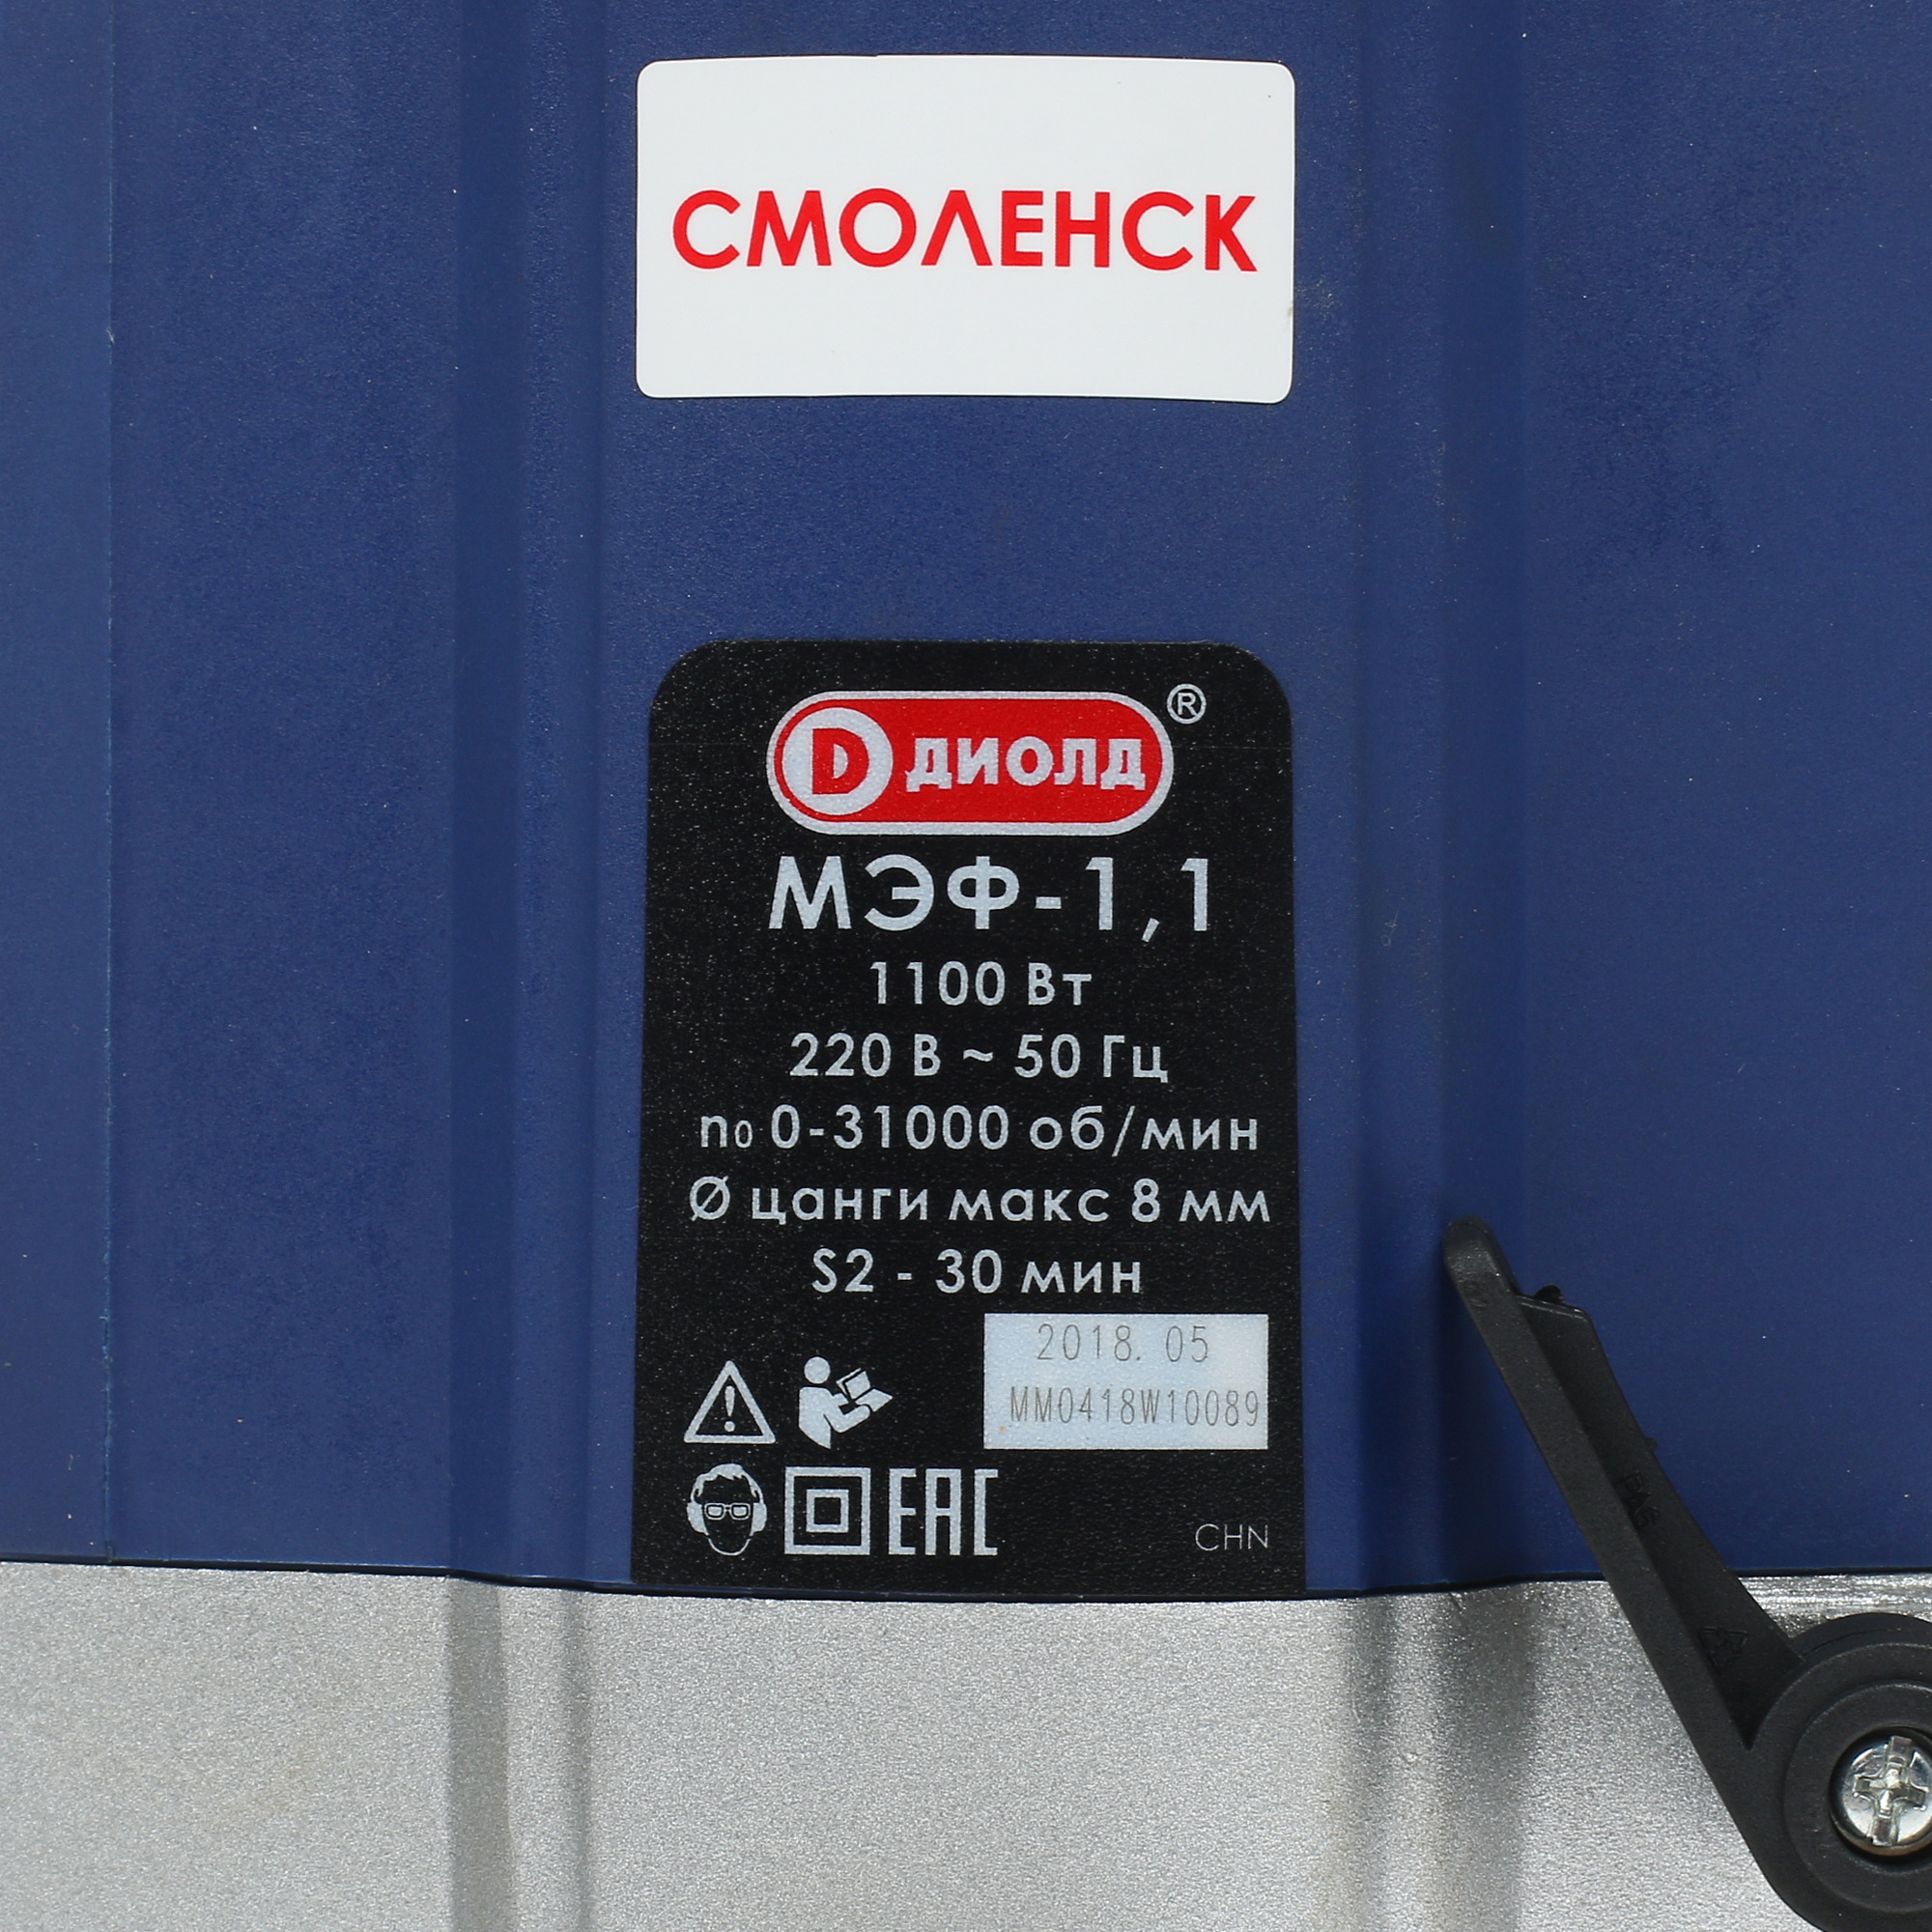 СМОЛЕНСК
D ДИОЛД ®
МЭФ-1,1
1100 Вт
220 В ~ 50 Гц
n₀ 0-31000 об/мин
Ø цанги макс 8 мм
S2 - 30 мин
2018. 05
MM0418W10089
EAC
CHN